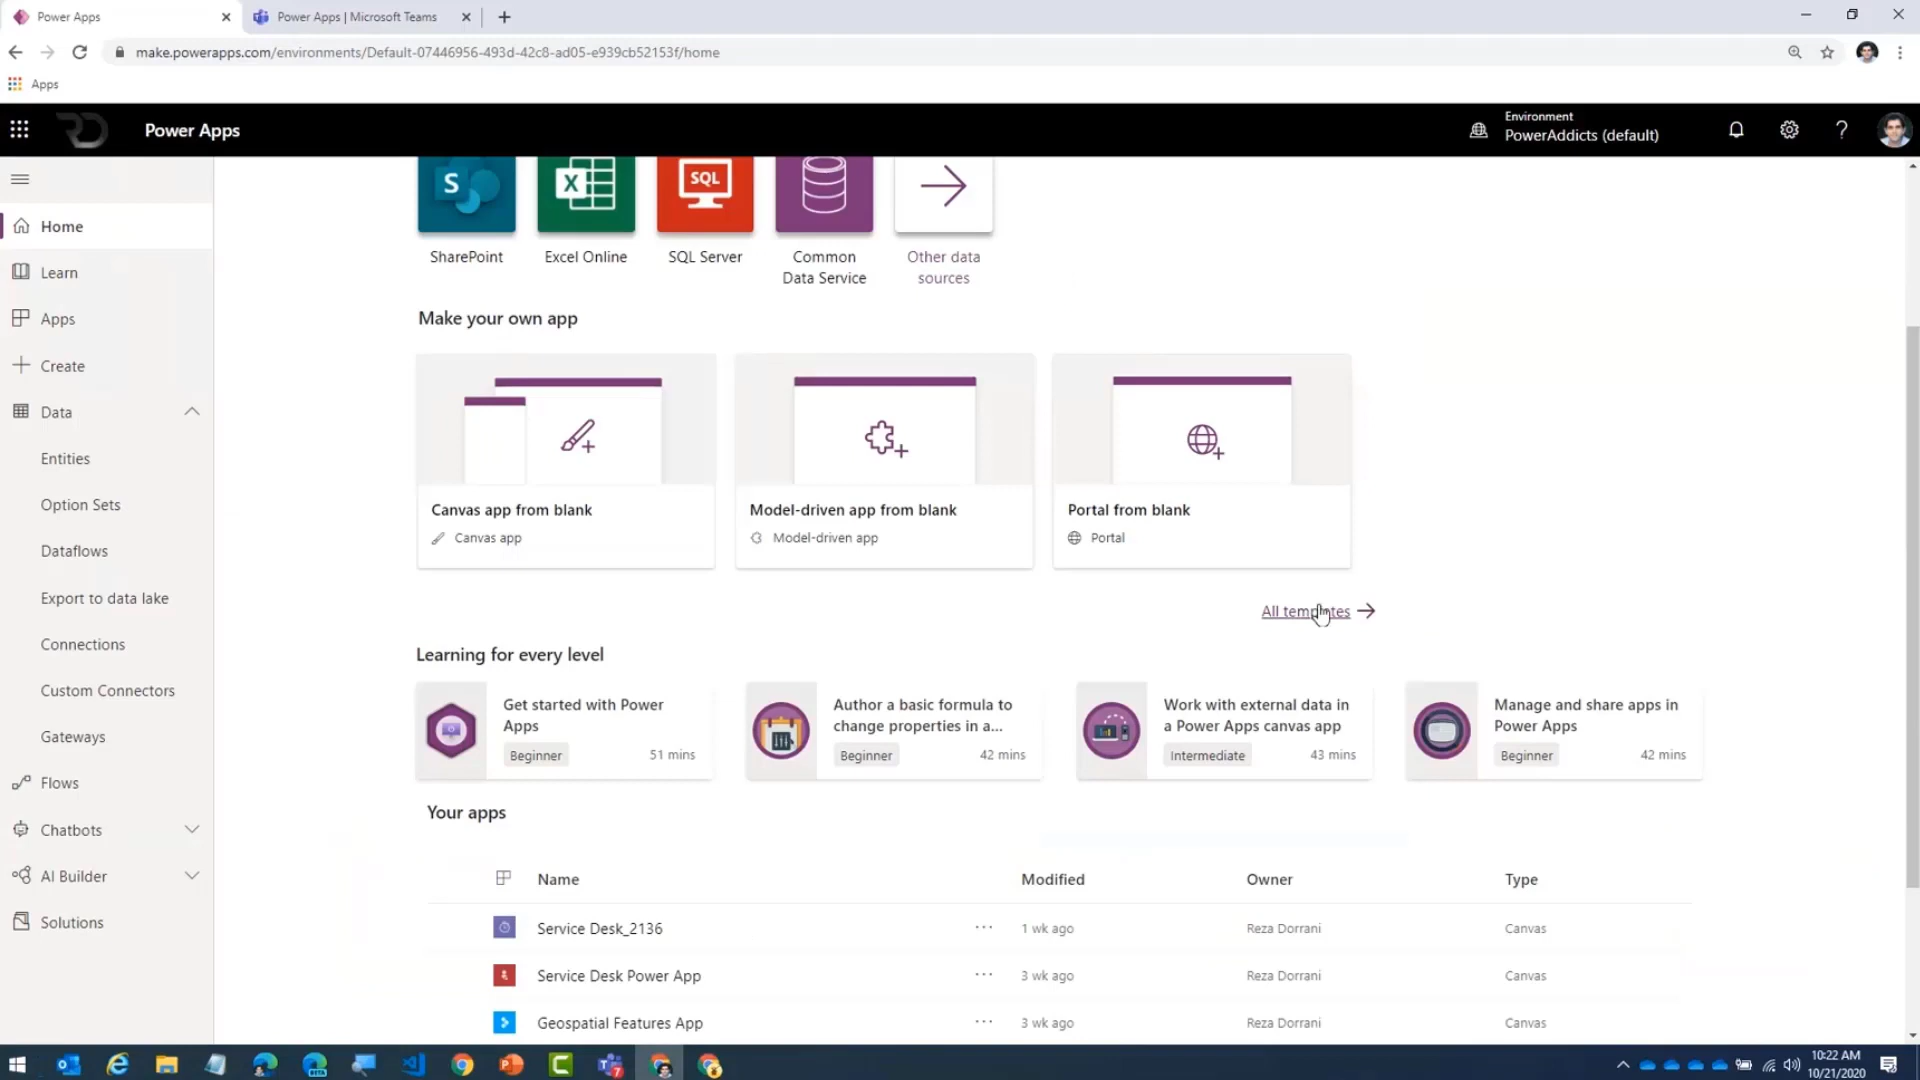 Power Apps
Power Apps | Microsoft Teams
make.powerapps.com/environments/Default-07446956-493d-42c8-ad05-e939cb52153f/home
Apps
Power Apps
Environment
PowerAddicts (default)
Home
Learn
Apps
Create
Data
Entities
Option Sets
Dataflows
Export to data lake
Connections
Custom Connectors
Gateways
Flows
Chatbots
AI Builder
Solutions
S
X
SQL
SharePoint
Excel Online
SQL Server
Common
Data Service
Other data
sources
Make your own app
Canvas app from blank
Canvas app
Model-driven app from blank
Model-driven app
Portal from blank
Portal
All templates
Learning for every level
Get started with Power
Apps
Beginner 51 mins
Author a basic formula to
change properties in a...
Beginner 42 mins
Work with external data in
a Power Apps canvas app
Intermediate 43 mins
Manage and share apps in
Power Apps
Beginner 42 mins
Your apps
Name Modified Owner Type
Service Desk_2136 ... 1 wk ago Reza Dorrani Canvas
Service Desk Power App ... 3 wk ago Reza Dorrani Canvas
Geospatial Features App ... 3 wk ago Reza Dorrani Canvas
10:22 AM
10/21/2020